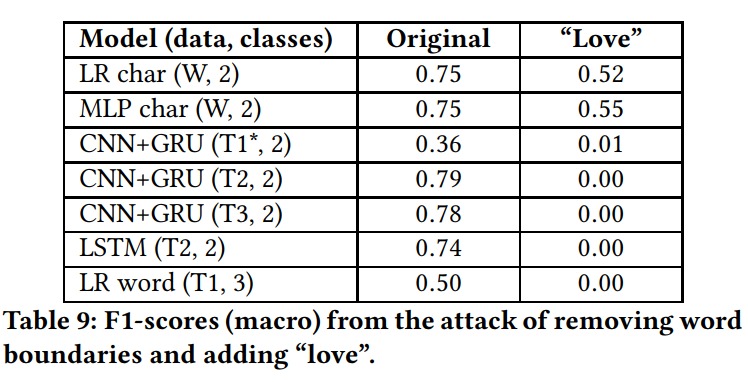 Model (data, classes) Original “Love”
LR char (W, 2) 0.75 0.52
MLP char (W, 2) 0.75 0.55
CNN+GRU (T1*, 2) 0.36 0.01
CNN+GRU (T2, 2) 0.79 0.00
CNN+GRU (T3, 2) 0.78 0.00
LSTM (T2, 2) 0.74 0.00
LR word (T1, 3) 0.50 0.00
Table 9: F1-scores (macro) from the attack of removing word
boundaries and adding “love”.